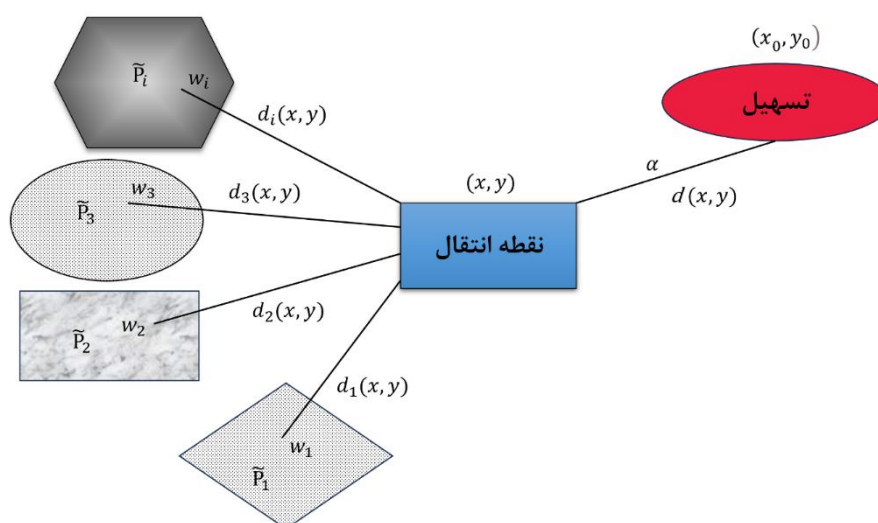 (x₀, y₀)
تسهیل
α
d(x, y)
(x, y)
نقطه انتقال
P̃ᵢ
wᵢ
dᵢ(x, y)
P̃₃
w₃
d₃(x, y)
P̃₂
w₂
d₂(x, y)
P̃₁
w₁
d₁(x, y)